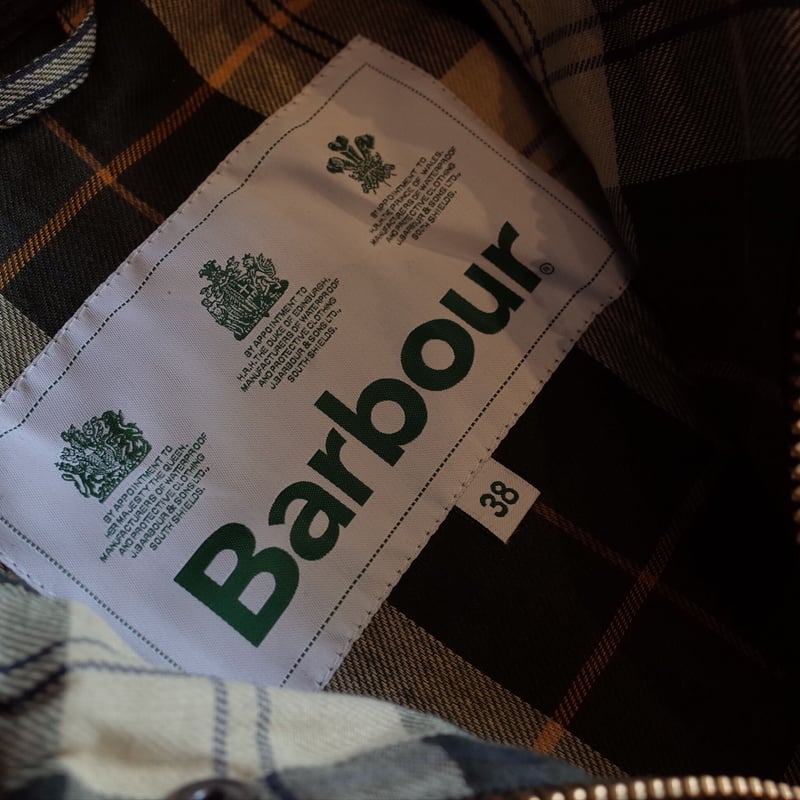 BY APPOINTMENT TO
HER MAJESTY THE QUEEN,
MANUFACTURERS OF WATERPROOF
AND PROTECTIVE CLOTHING
J.BARBOUR & SONS LTD.,
SOUTH SHIELDS.
BY APPOINTMENT TO
H.R.H. THE DUKE OF EDINBURGH,
MANUFACTURERS OF WATERPROOF
AND PROTECTIVE CLOTHING
J.BARBOUR & SONS LTD.,
SOUTH SHIELDS.
BY APPOINTMENT TO
H.R.H. THE PRINCE OF WALES,
MANUFACTURERS OF WATERPROOF
AND PROTECTIVE CLOTHING
J.BARBOUR & SONS LTD.,
SOUTH SHIELDS.
Barbour®
38